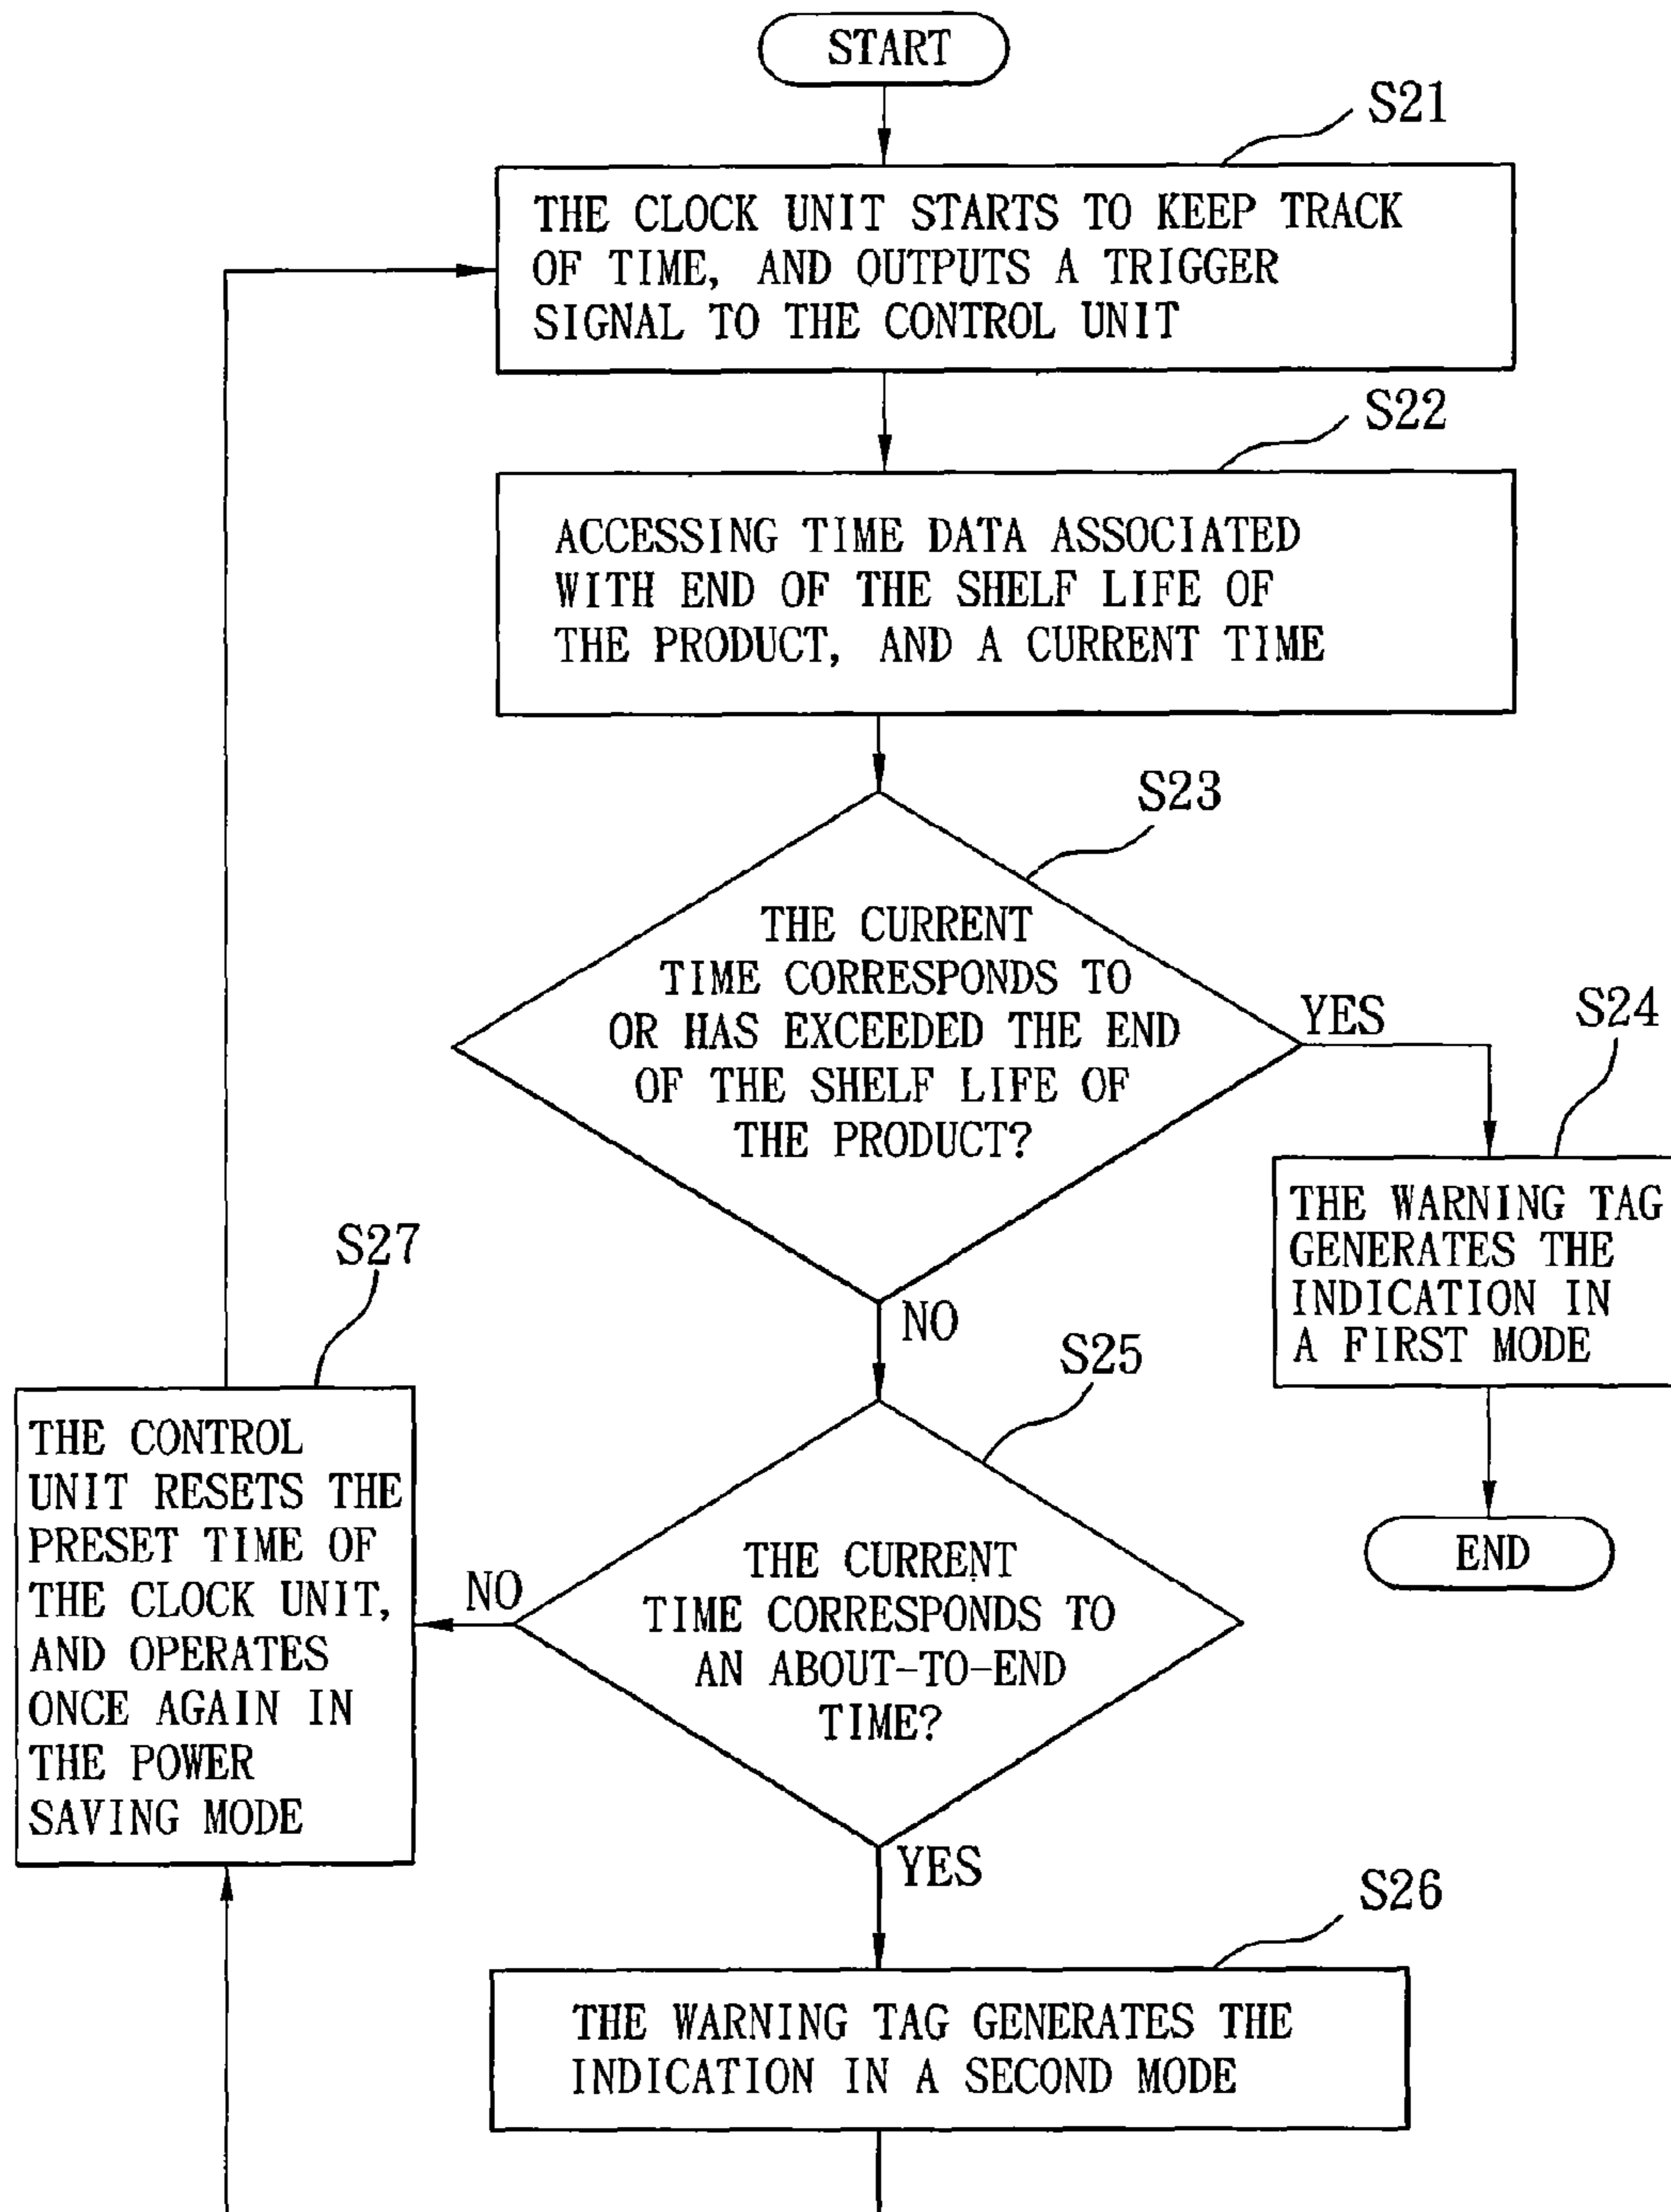 START
S21
THE CLOCK UNIT STARTS TO KEEP TRACK
OF TIME, AND OUTPUTS A TRIGGER
SIGNAL TO THE CONTROL UNIT
S22
ACCESSING TIME DATA ASSOCIATED
WITH END OF THE SHELF LIFE OF
THE PRODUCT, AND A CURRENT TIME
S23
THE CURRENT
TIME CORRESPONDS TO
OR HAS EXCEEDED THE END
OF THE SHELF LIFE OF
THE PRODUCT?
YES
S24
THE WARNING TAG
GENERATES THE
INDICATION IN
A FIRST MODE
END
NO
S25
THE CURRENT
TIME CORRESPONDS TO
AN ABOUT-TO-END
TIME?
NO
S27
THE CONTROL
UNIT RESETS THE
PRESET TIME OF
THE CLOCK UNIT,
AND OPERATES
ONCE AGAIN IN
THE POWER
SAVING MODE
YES
S26
THE WARNING TAG GENERATES THE
INDICATION IN A SECOND MODE